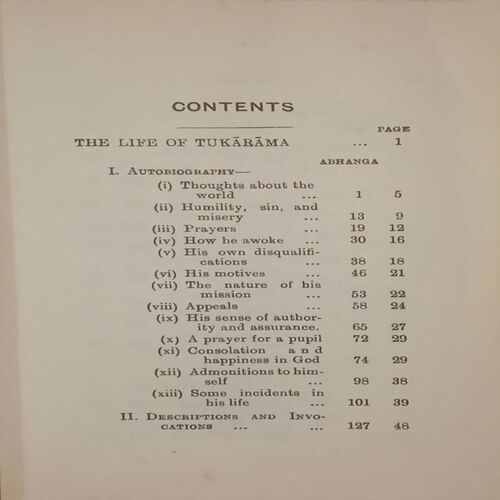 CONTENTS
PAGE
THE LIFE OF TUKĀRĀMA ... 1
ABHANGA
I. AUTOBIOGRAPHY—
(i) Thoughts about the
world ... 1 5
(ii) Humility, sin, and
misery ... 13 9
(iii) Prayers ... 19 12
(iv) How he awoke ... 30 16
(v) His own disqualifi-
cations ... 38 18
(vi) His motives ... 46 21
(vii) The nature of his
mission ... 53 22
(viii) Appeals ... 58 24
(ix) His sense of author-
ity and assurance. 65 27
(x) A prayer for a pupil 72 29
(xi) Consolation and
happiness in God 74 29
(xii) Admonitions to him-
self ... 98 38
(xiii) Some incidents in
his life ... 101 39
II. DESCRIPTIONS AND INVO-
CATIONS ... ... 127 48